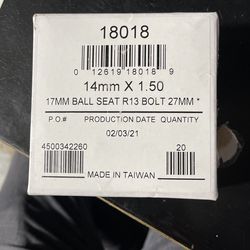 18018
0 12619 18018 9
14mm X 1.50
17MM BALL SEAT R13 BOLT 27MM *
P.O.# PRODUCTION DATE QUANTITY
02/03/21
4500342260 20
MADE IN TAIWAN